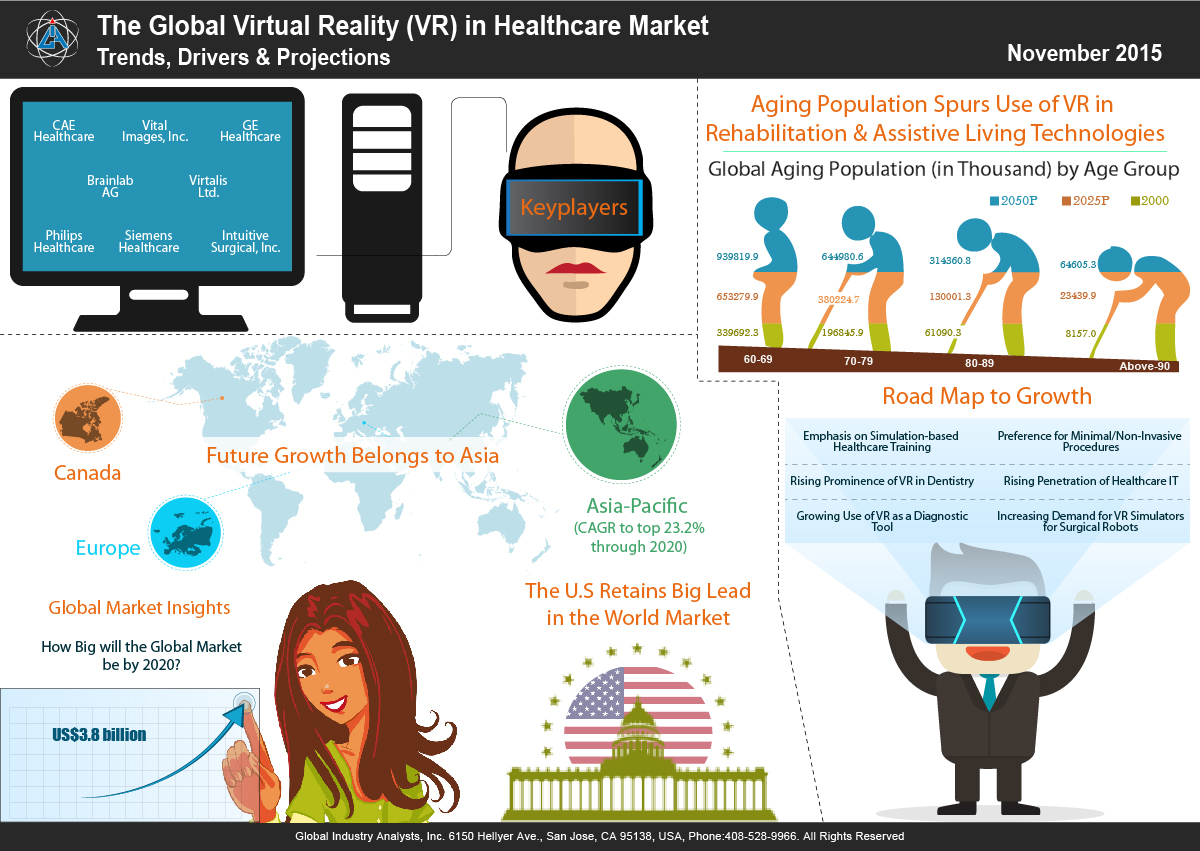 The Global Virtual Reality (VR) in Healthcare Market
Trends, Drivers & Projections
November 2015
CAE
Healthcare
Vital
Images, Inc.
GE
Healthcare
Brainlab
AG
Virtalis
Ltd.
Philips
Healthcare
Siemens
Healthcare
Intuitive
Surgical, Inc.
Keyplayers
Aging Population Spurs Use of VR in
Rehabilitation & Assistive Living Technologies
Global Aging Population (in Thousand) by Age Group
2050P 2025P 2000
939819.9 644980.6 314360.8 64605.3
653279.9 380224.7 130001.3 23439.9
339692.3 196845.9 61090.3 8157.0
60-69 70-79 80-89 Above-90
Future Growth Belongs to Asia
Canada
Europe
Asia-Pacific
(CAGR to top 23.2%
through 2020)
Road Map to Growth
Emphasis on Simulation-based
Healthcare Training
Preference for Minimal/Non-Invasive
Procedures
Rising Prominence of VR in Dentistry
Rising Penetration of Healthcare IT
Growing Use of VR as a Diagnostic
Tool
Increasing Demand for VR Simulators
for Surgical Robots
Global Market Insights
How Big will the Global Market
be by 2020?
US$3.8 billion
The U.S Retains Big Lead
in the World Market
Global Industry Analysts, Inc. 6150 Hellyer Ave., San Jose, CA 95138, USA, Phone:408-528-9966. All Rights Reserved